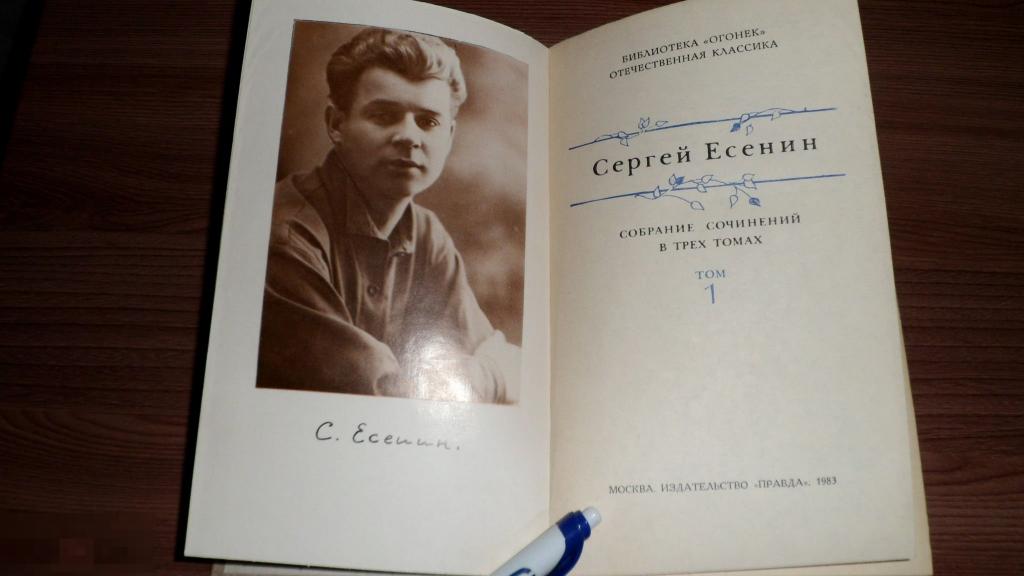 С. Есенин.
БИБЛИОТЕКА «ОГОНЕК»
ОТЕЧЕСТВЕННАЯ КЛАССИКА
Сергей Есенин
СОБРАНИЕ СОЧИНЕНИЙ
В ТРЕХ ТОМАХ
ТОМ
1
МОСКВА. ИЗДАТЕЛЬСТВО «ПРАВДА». 1983